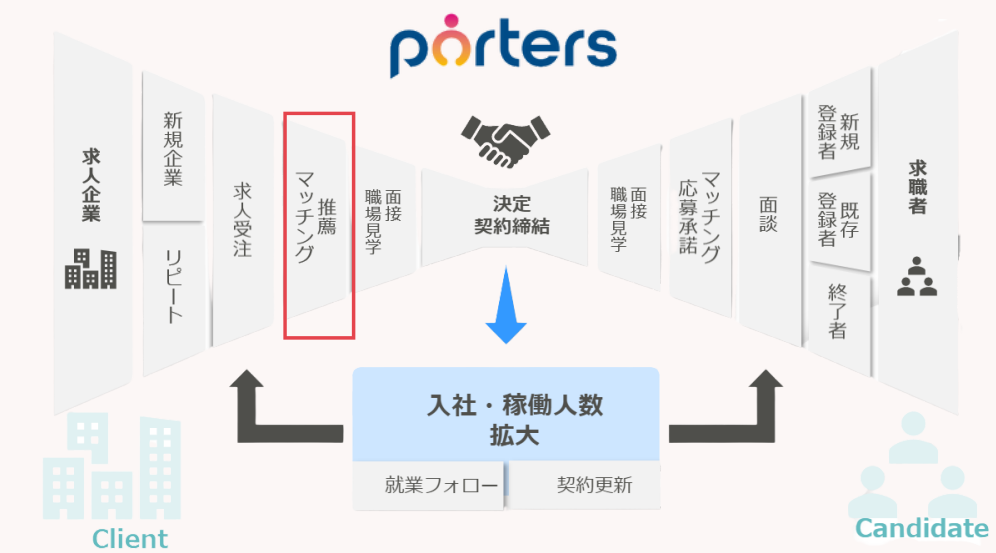 porters
求人企業
新規企業
リピート
求人受注
推薦
マッチング
面接
職場見学
決定
契約締結
面接
職場見学
マッチング
応募承諾
面談
新規
登録者
既存
登録者
終了者
求職者
入社・稼働人数
拡大
就業フォロー
契約更新
Client
Candidate